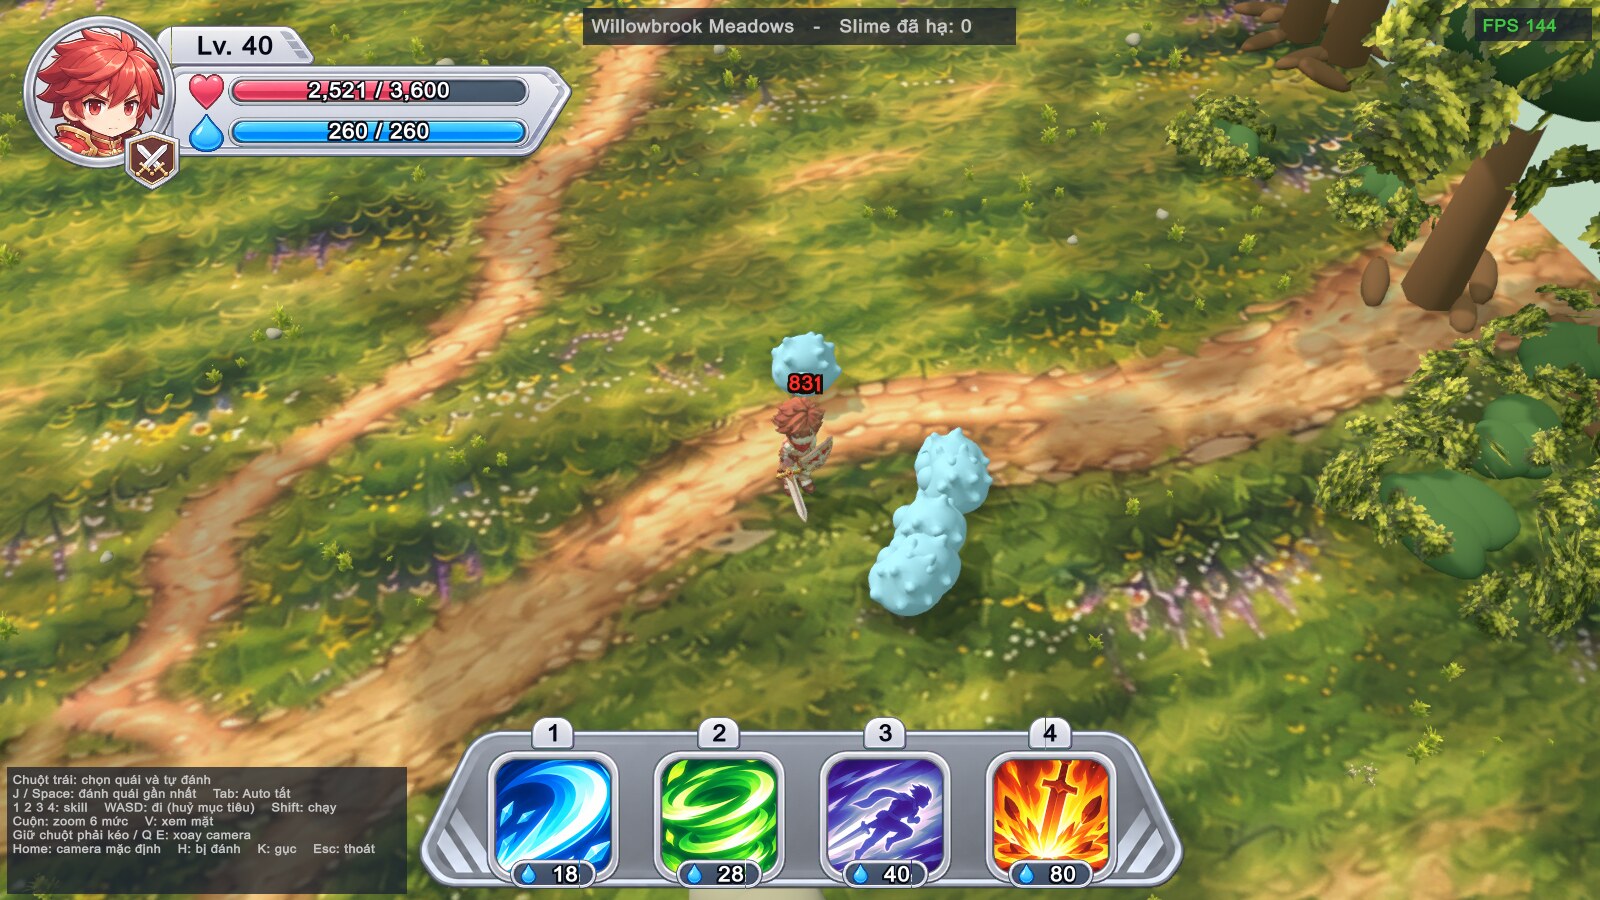 Lv. 40
2,521 / 3,600
260 / 260
Willowbrook Meadows - Slime đã hạ: 0
FPS 144
831
1
2
3
4
18
28
40
80
Chuột trái: chọn quái và tự đánh
J / Space: đánh quái gần nhất Tab: Auto tắt
1 2 3 4: skill WASD: đi (huỷ mục tiêu) Shift: chạy
Cuộn: zoom 6 mức V: xem mặt
Giữ chuột phải kéo / Q E: xoay camera
Home: camera mặc định H: bị đánh K: gục Esc: thoát